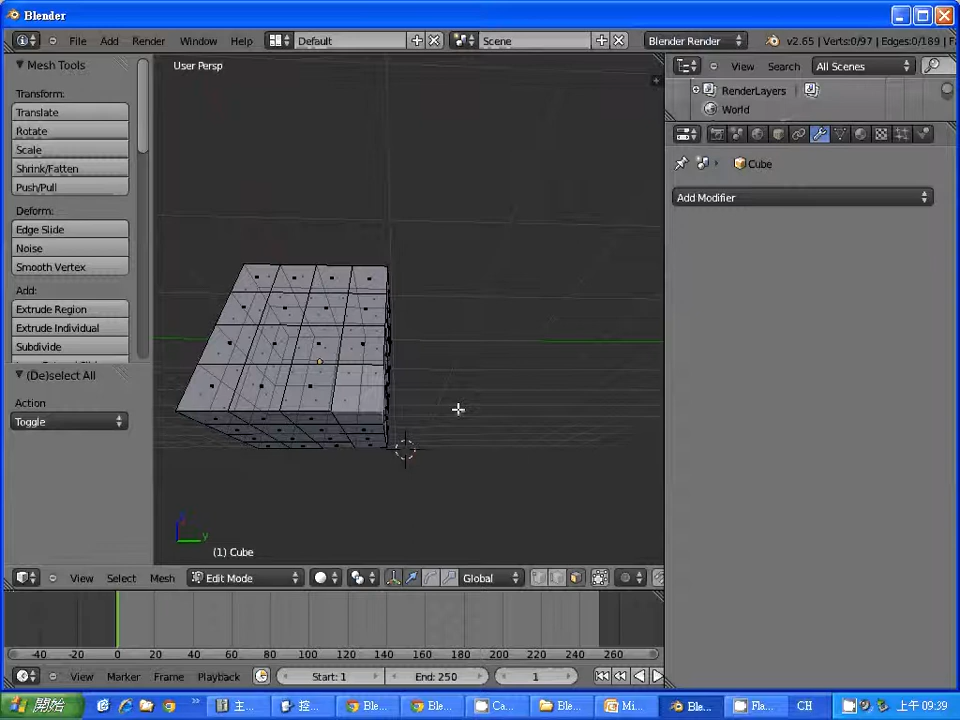 Blender
File Add Render Window Help Default Scene Blender Render v2.65 | Verts:0/97 | Edges:0/189 | Fa
Mesh Tools
Transform:
Translate
Rotate
Scale
Shrink/Fatten
Push/Pull
Deform:
Edge Slide
Noise
Smooth Vertex
Add:
Extrude Region
Extrude Individual
Subdivide
(De)select All
Action
Toggle
User Persp
z
y
(1) Cube
View Select Mesh Edit Mode Global
View Search All Scenes
RenderLayers
World
Cube
Add Modifier
-40 -20 0 20 40 60 80 100 120 140 160 180 200 220 240 260
View Marker Frame Playback Start: 1 End: 250 1
開始 主... 控... Ble... Ble... Ca... Ble... Mi... Ble... Fla... CH 上午 09:39